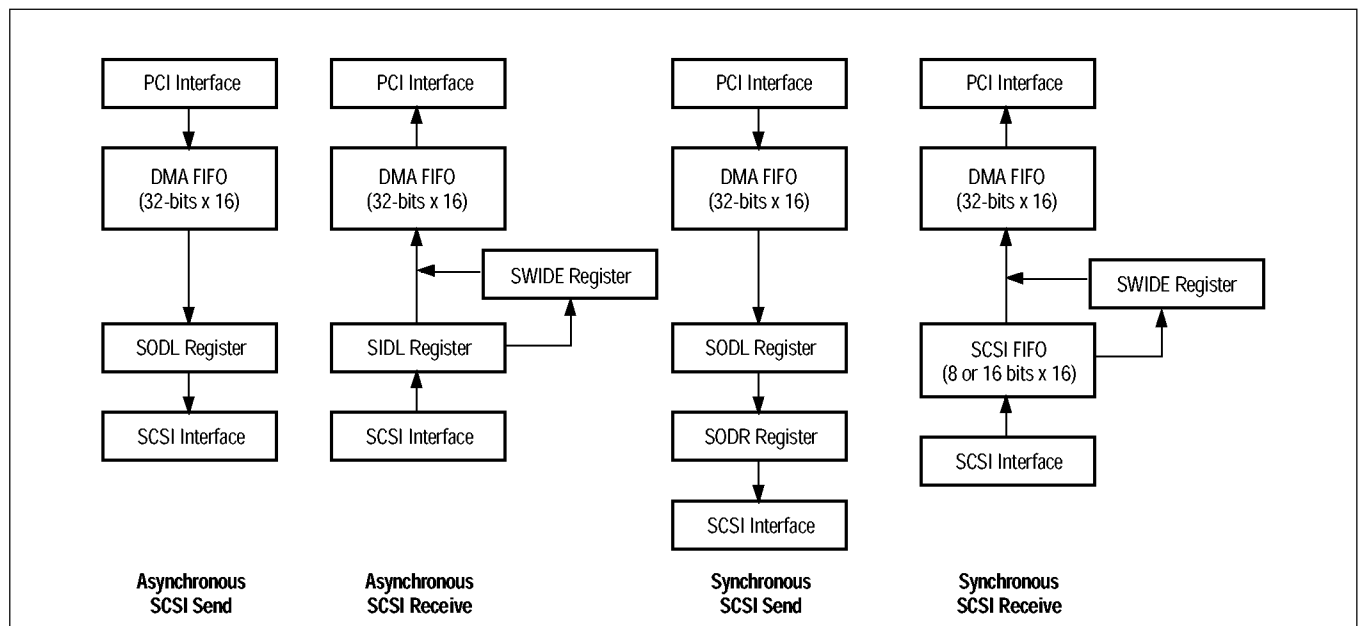 PCI Interface
DMA FIFO
(32-bits x 16)
SODL Register
SCSI Interface
Asynchronous
SCSI Send
PCI Interface
DMA FIFO
(32-bits x 16)
SWIDE Register
SIDL Register
SCSI Interface
Asynchronous
SCSI Receive
PCI Interface
DMA FIFO
(32-bits x 16)
SODL Register
SODR Register
SCSI Interface
Synchronous
SCSI Send
PCI Interface
DMA FIFO
(32-bits x 16)
SWIDE Register
SCSI FIFO
(8 or 16 bits x 16)
SCSI Interface
Synchronous
SCSI Receive